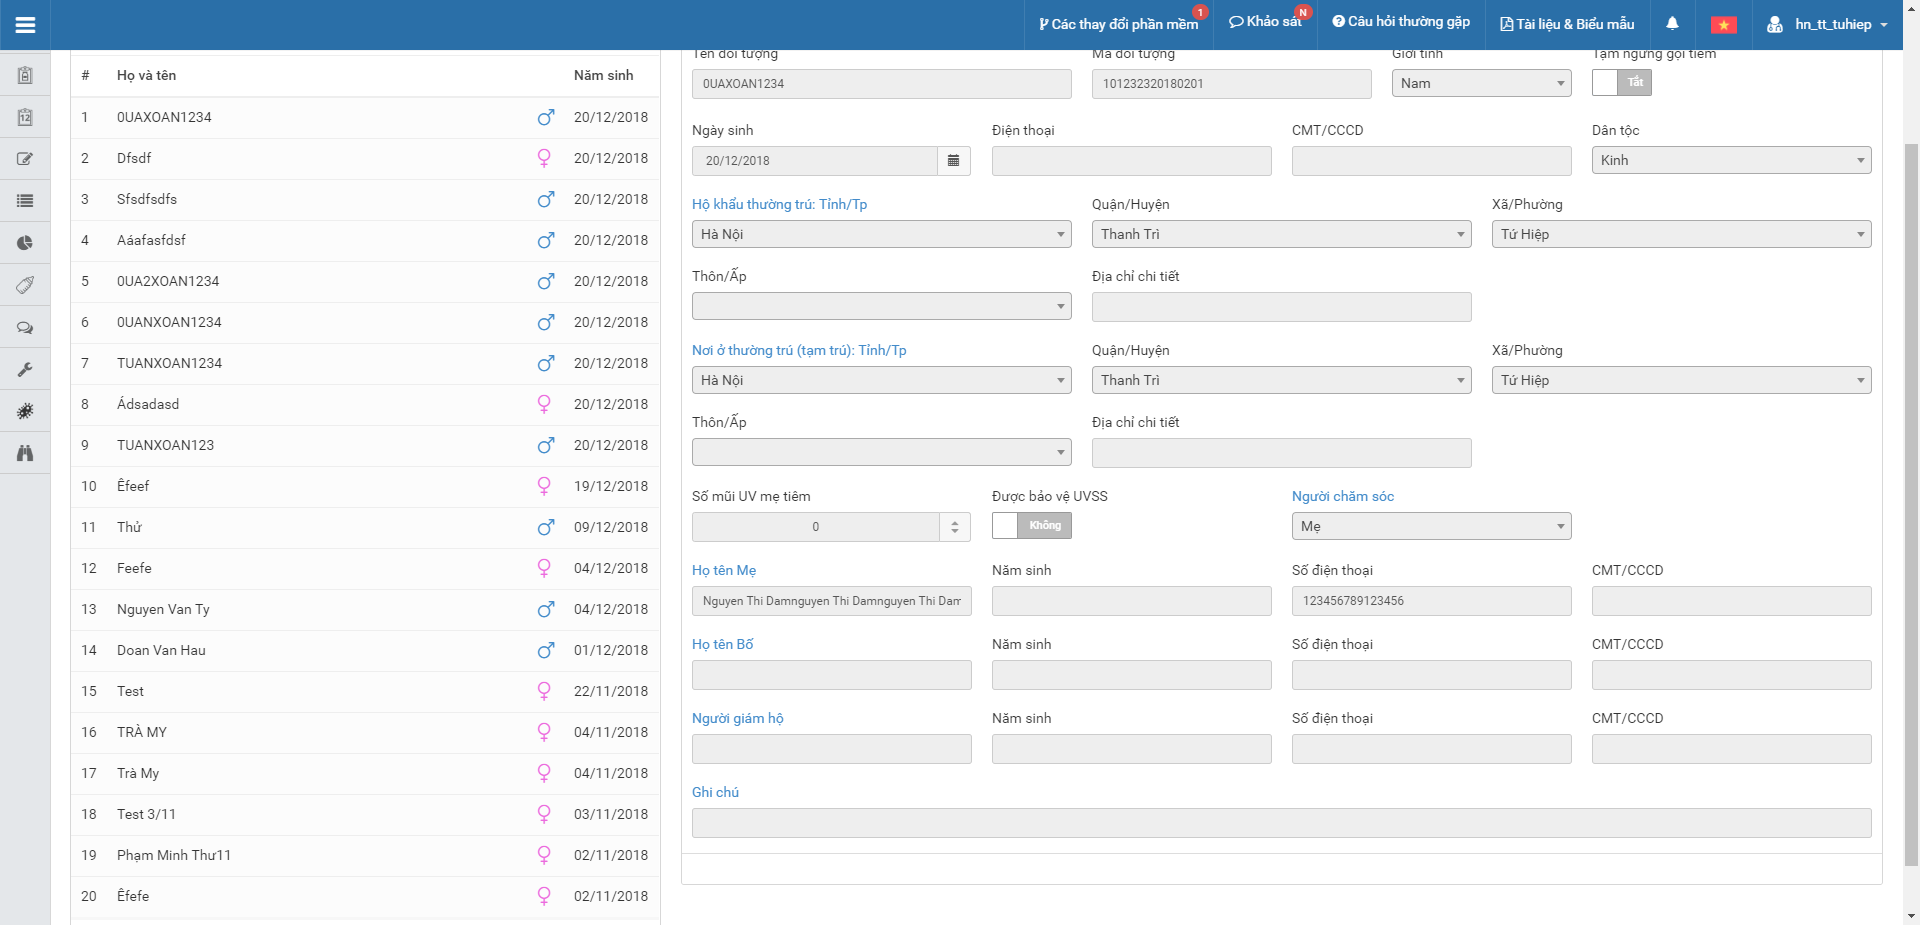 Các thay đổi phần mềm 1 Khảo sát N Câu hỏi thường gặp Tài liệu & Biểu mẫu hn_tt_tuhiep
# Họ và tên Năm sinh
1 0UAXOAN1234 20/12/2018
2 Dfsdf 20/12/2018
3 Sfsdfsdfs 20/12/2018
4 Aáafasfdsf 20/12/2018
5 0UA2XOAN1234 20/12/2018
6 0UANXOAN1234 20/12/2018
7 TUANXOAN1234 20/12/2018
8 Ádsadasd 20/12/2018
9 TUANXOAN123 20/12/2018
10 Êfeef 19/12/2018
11 Thử 09/12/2018
12 Feefe 04/12/2018
13 Nguyen Van Ty 04/12/2018
14 Doan Van Hau 01/12/2018
15 Test 22/11/2018
16 TRÀ MY 04/11/2018
17 Trà My 04/11/2018
18 Test 3/11 03/11/2018
19 Phạm Minh Thư11 02/11/2018
20 Êfefe 02/11/2018
Tên đối tượng Mã đối tượng Giới tính Tạm ngừng gọi tiêm
0UAXOAN1234 101232320180201 Nam Tắt
Ngày sinh Điện thoại CMT/CCCD Dân tộc
20/12/2018 Kinh
Hộ khẩu thường trú: Tỉnh/Tp Quận/Huyện Xã/Phường
Hà Nội Thanh Trì Tứ Hiệp
Thôn/Ấp Địa chỉ chi tiết
Nơi ở thường trú (tạm trú): Tỉnh/Tp Quận/Huyện Xã/Phường
Hà Nội Thanh Trì Tứ Hiệp
Thôn/Ấp Địa chỉ chi tiết
Số mũi UV mẹ tiêm Được bảo vệ UVSS Người chăm sóc
0 Không Mẹ
Họ tên Mẹ Năm sinh Số điện thoại CMT/CCCD
Nguyen Thi Damnguyen Thi Damnguyen Thi Dam 123456789123456
Họ tên Bố Năm sinh Số điện thoại CMT/CCCD
Người giám hộ Năm sinh Số điện thoại CMT/CCCD
Ghi chú